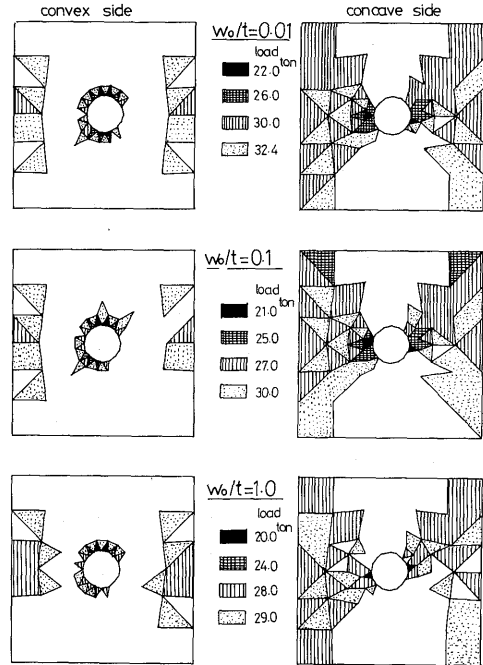 convex side
concave side
w₀/t=0.01
load
22.0 ton
26.0
30.0
32.4
w₀/t=0.1
load
21.0 ton
25.0
27.0
30.0
w₀/t=1.0
load
20.0 ton
24.0
28.0
29.0